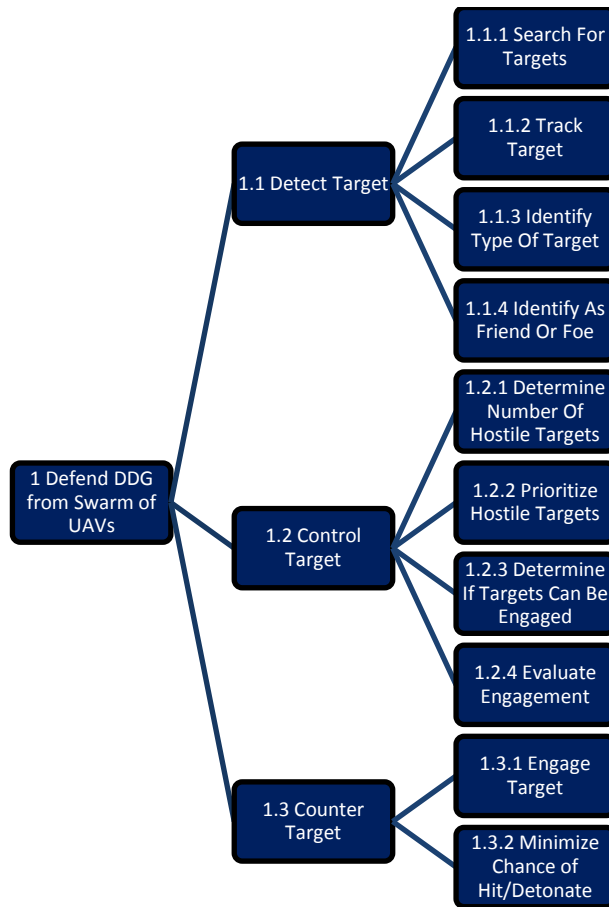 1 Defend DDG
from Swarm of
UAVs
1.1 Detect Target
1.1.1 Search For
Targets
1.1.2 Track
Target
1.1.3 Identify
Type Of Target
1.1.4 Identify As
Friend Or Foe
1.2 Control
Target
1.2.1 Determine
Number Of
Hostile Targets
1.2.2 Prioritize
Hostile Targets
1.2.3 Determine
If Targets Can Be
Engaged
1.2.4 Evaluate
Engagement
1.3 Counter
Target
1.3.1 Engage
Target
1.3.2 Minimize
Chance of
Hit/Detonate